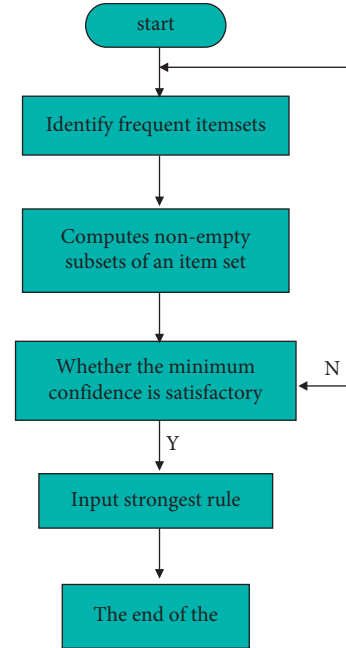 start
Identify frequent itemsets
Computes non-empty
subsets of an item set
Whether the minimum
confidence is satisfactory
N
Y
Input strongest rule
The end of the